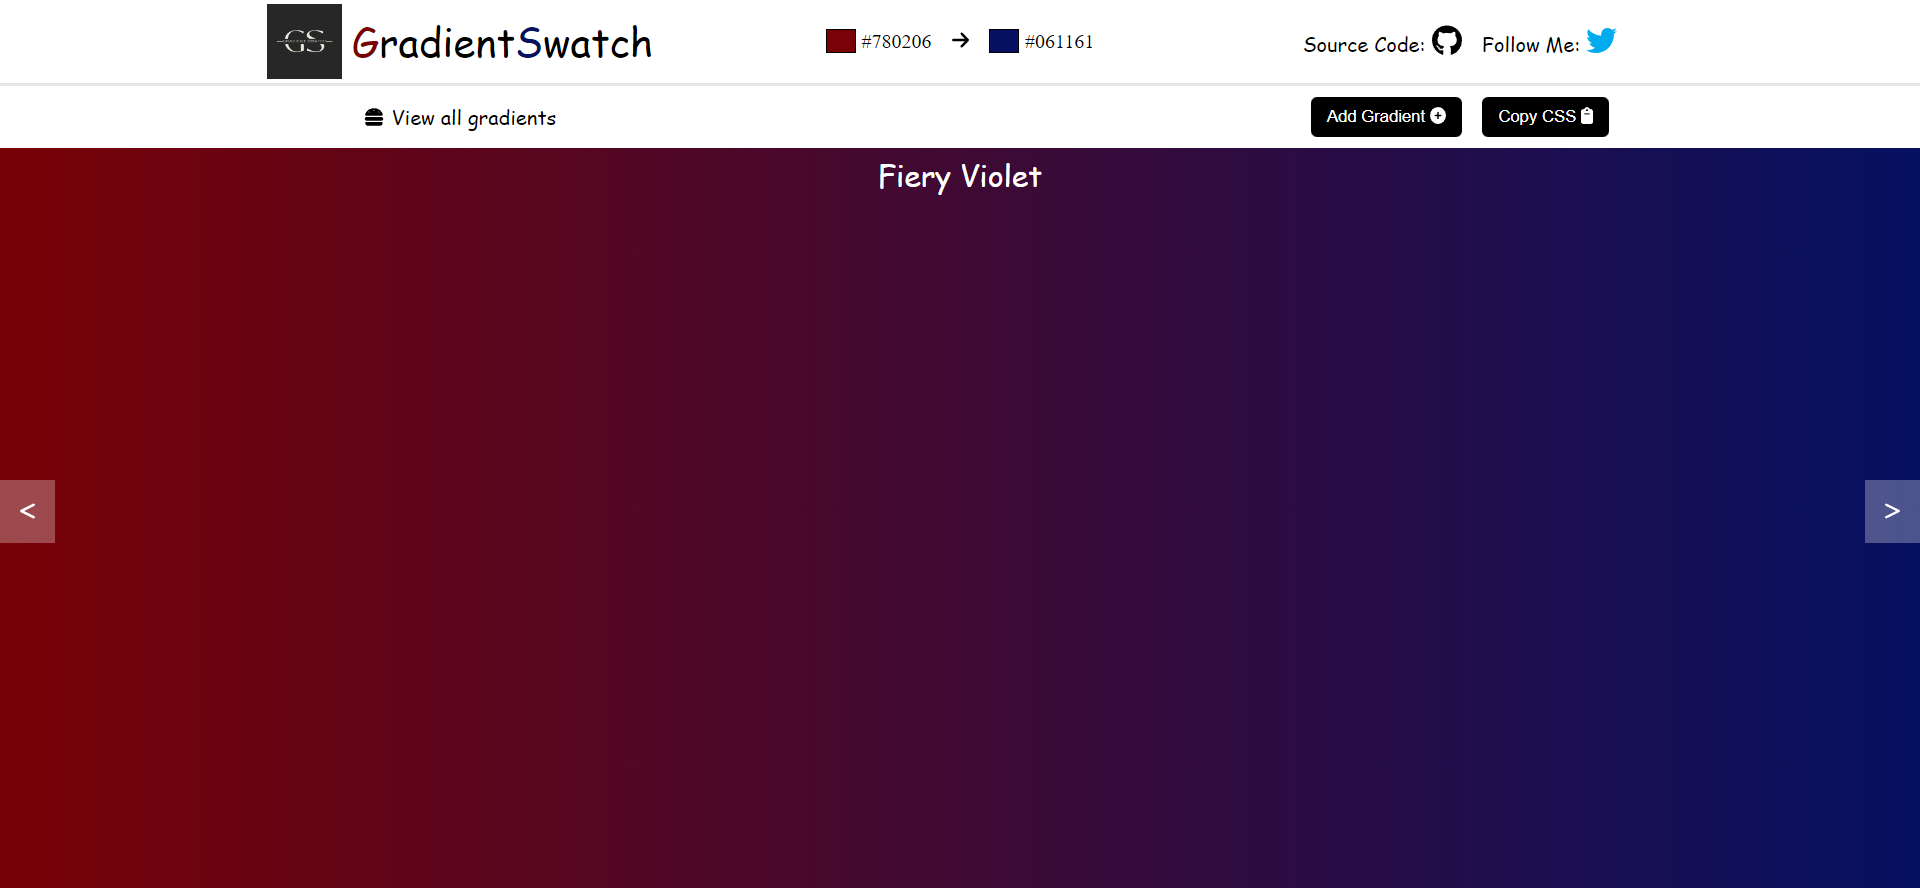 GS
GradientSwatch
#780206 → #061161
Source Code:
Follow Me:
View all gradients
Add Gradient
Copy CSS
Fiery Violet
<
>